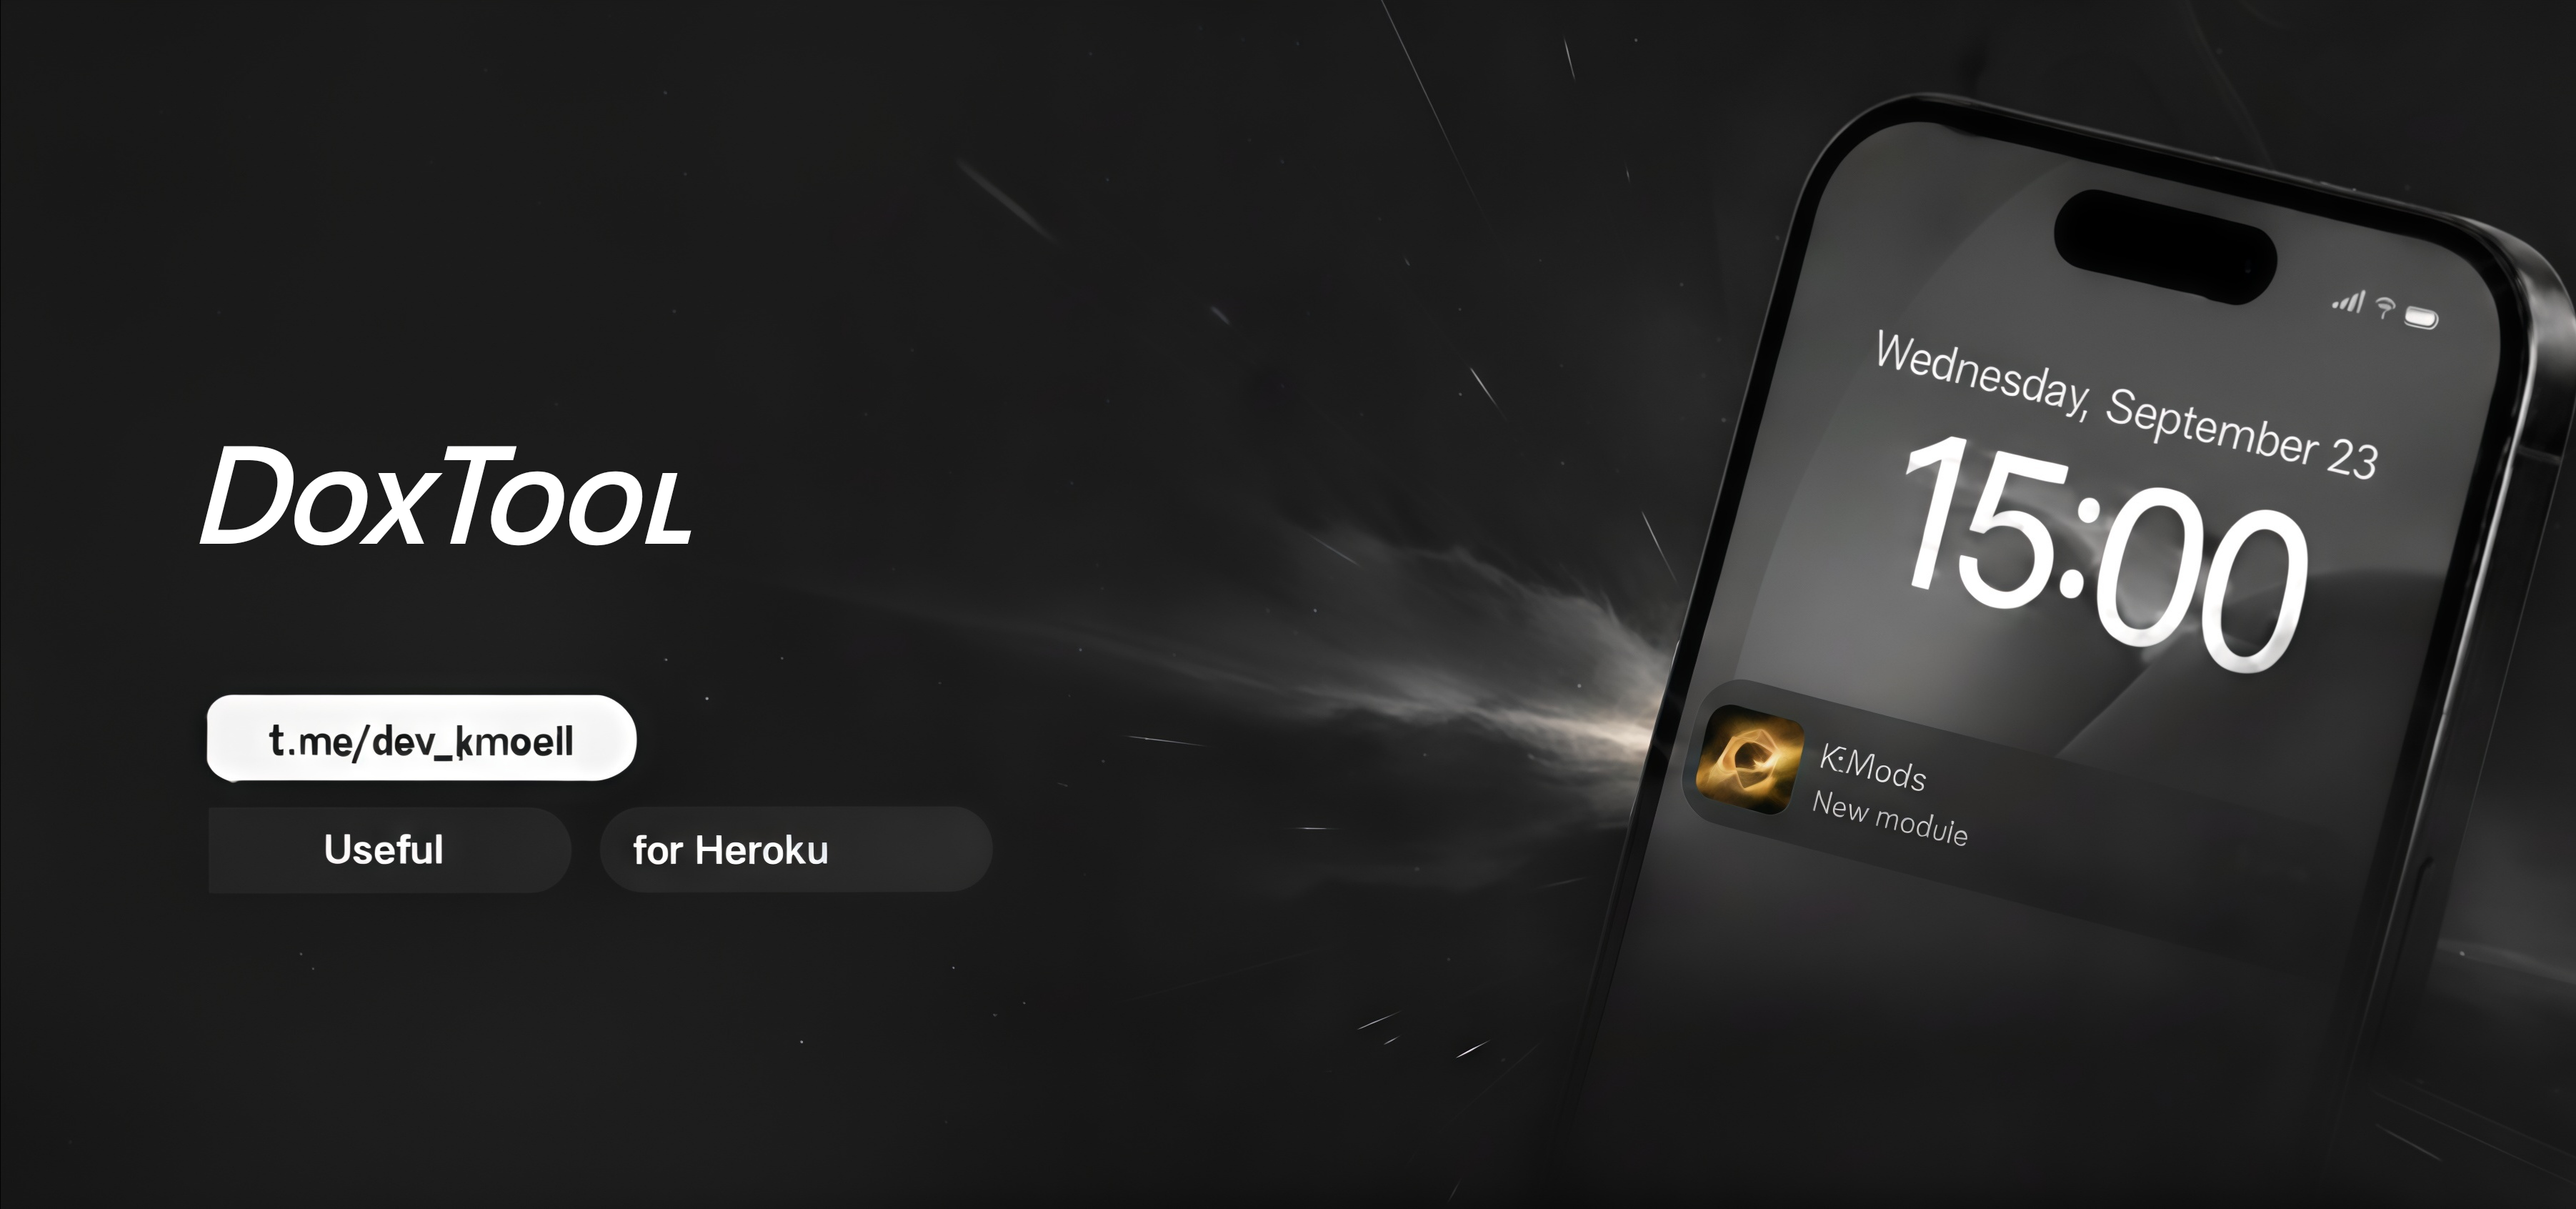 DoxTool
t.me/dev_kmoell
Useful
for Heroku
Wednesday, September 23
15:00
K:Mods
New module